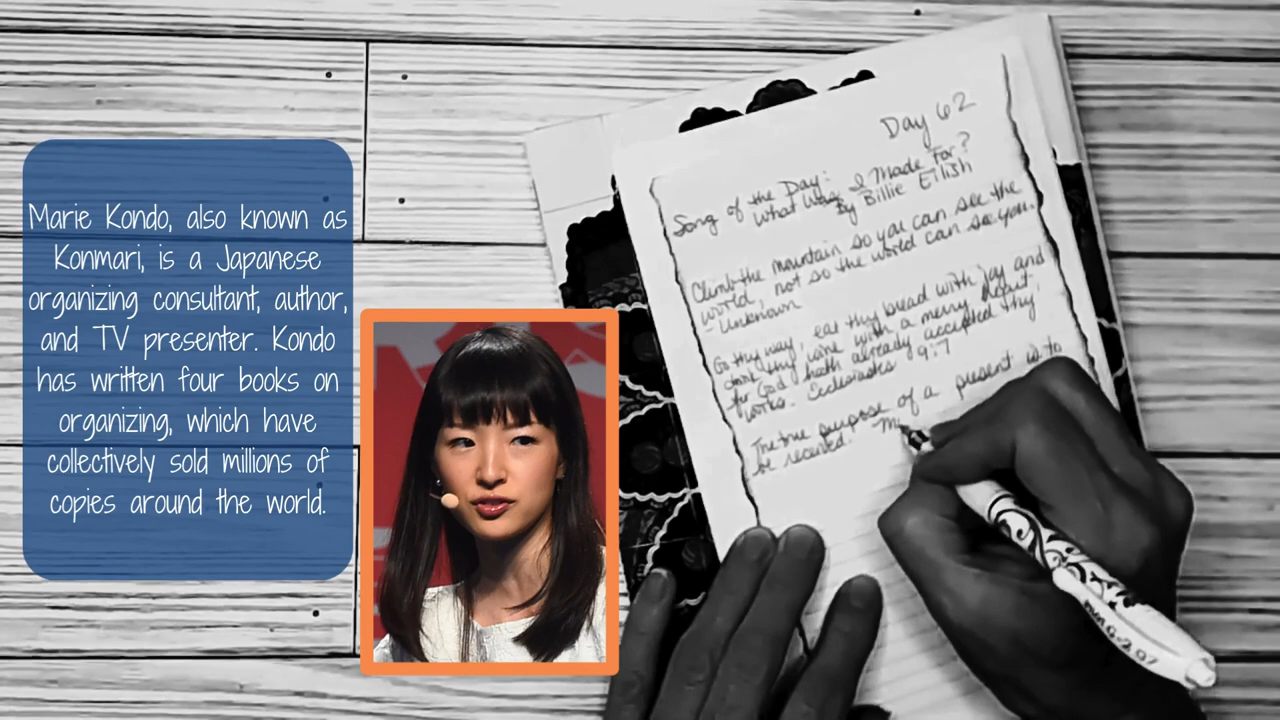 Marie Kondo, also known as
Konmari, is a Japanese
organizing consultant, author,
and TV presenter. Kondo
has written four books on
organizing, which have
collectively sold millions of
copies around the world.
Day 62
Song of the Day:
What Was I Made For?
By Billie Eilish
Climb the mountain so you can see the
world, not so the world can see you.
- Unknown
Go thy way, eat thy bread with joy and
drink thy wine with a merry heart;
for God hath already accepted thy
works. Ecclesiastes 9:7
The true purpose of a present is to
be received. -M